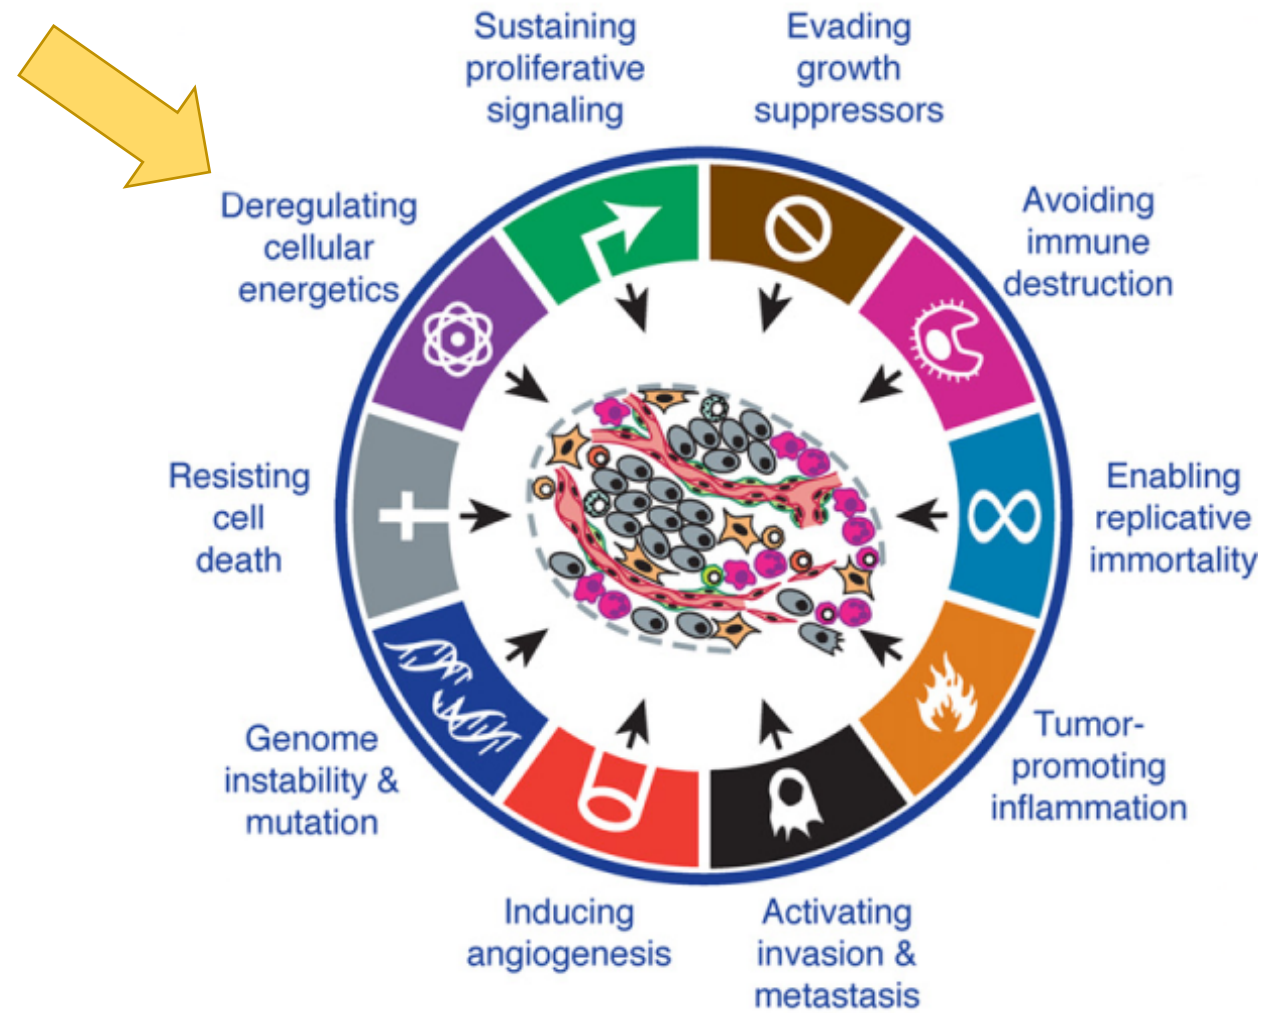 Sustaining
proliferative
signaling
Evading
growth
suppressors
Avoiding
immune
destruction
Enabling
replicative
immortality
Tumor-
promoting
inflammation
Activating
invasion &
metastasis
Inducing
angiogenesis
Genome
instability &
mutation
Resisting
cell
death
Deregulating
cellular
energetics